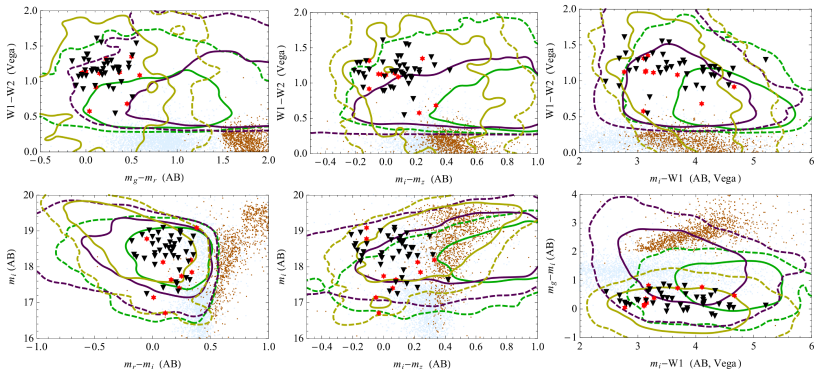 2.0
1.5
1.0
0.5
0.0
W1−W2 (Vega)
−0.5 0.0 0.5 1.0 1.5 2.0
m_g−m_r (AB)
2.0
1.5
1.0
0.5
0.0
W1−W2 (Vega)
−0.4 −0.2 0.0 0.2 0.4 0.6 0.8 1.0
m_i−m_z (AB)
2.0
1.5
1.0
0.5
0.0
W1−W2 (Vega)
2 3 4 5 6
m_i−W1 (AB, Vega)
20
19
18
17
16
m_i (AB)
−1.0 −0.5 0.0 0.5 1.0
m_r−m_i (AB)
20
19
18
17
16
m_i (AB)
−0.4 −0.2 0.0 0.2 0.4 0.6 0.8 1.0
m_i−m_z (AB)
4
3
2
1
0
−1
m_g−m_i (AB)
2 3 4 5 6
m_i−W1 (AB, Vega)